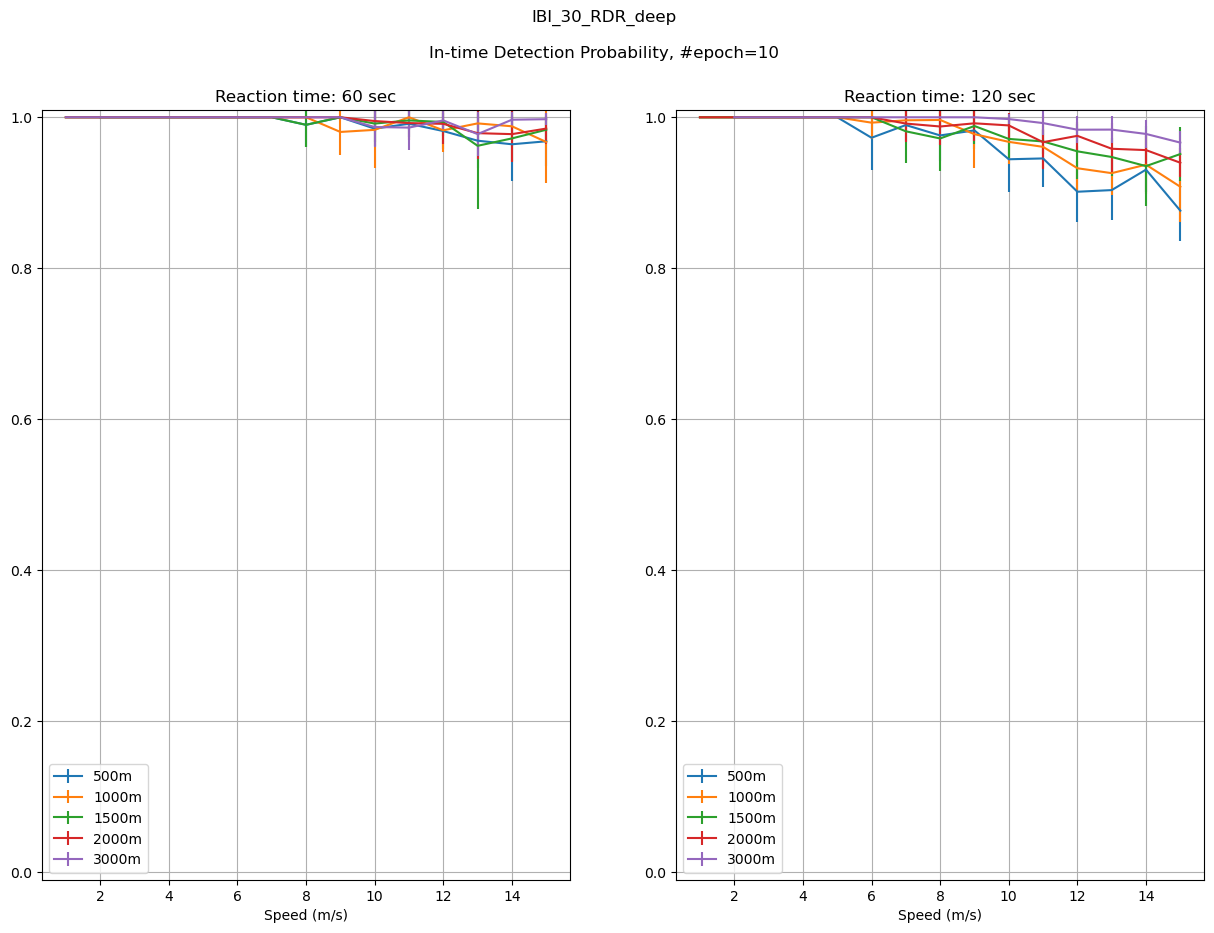 IBI_30_RDR_deep
In-time Detection Probability, #epoch=10
Reaction time: 60 sec
1.0
0.8
0.6
0.4
0.2
0.0
500m
1000m
1500m
2000m
3000m
2 4 6 8 10 12 14
Speed (m/s)
Reaction time: 120 sec
1.0
0.8
0.6
0.4
0.2
0.0
500m
1000m
1500m
2000m
3000m
2 4 6 8 10 12 14
Speed (m/s)